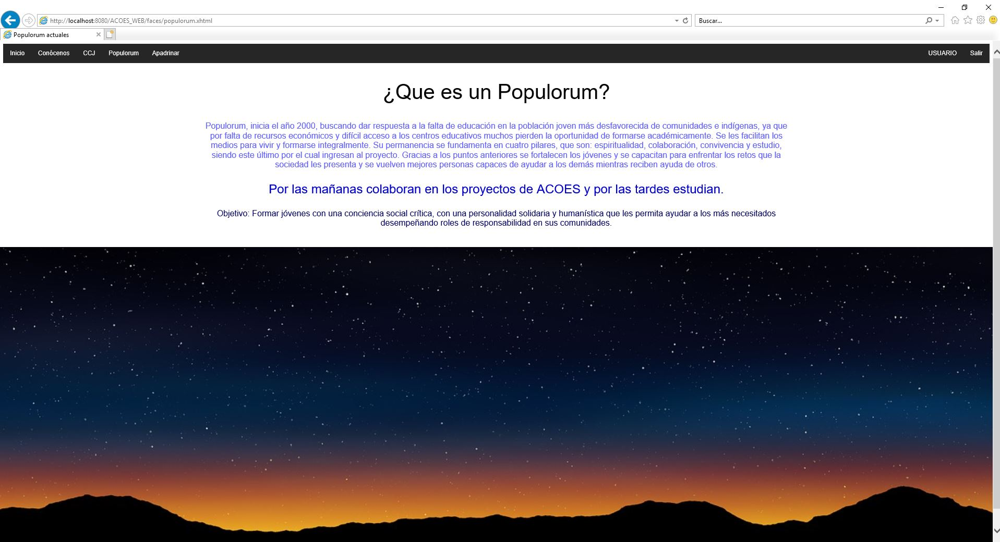 http://localhost:8080/ACOES_WEB/faces/populorum.xhtml
Buscar...
Populorum actuales
Inicio Conócenos CCJ Populorum Apadrinar USUARIO Salir
¿Que es un Populorum?
Populorum, inicia el año 2000, buscando dar respuesta a la falta de educación en la población joven más desfavorecida de comunidades e indígenas, ya que
por falta de recursos económicos y difícil acceso a los centros educativos muchos pierden la oportunidad de formarse académicamente. Se les facilitan los
medios para vivir y formarse integralmente. Su permanencia se fundamenta en cuatro pilares, que son: espiritualidad, colaboración, convivencia y estudio,
siendo este último por el cual ingresan al proyecto. Gracias a los puntos anteriores se fortalecen los jóvenes y se capacitan para enfrentar los retos que la
sociedad les presenta y se vuelven mejores personas capaces de ayudar a los demás mientras reciben ayuda de otros.
Por las mañanas colaboran en los proyectos de ACOES y por las tardes estudian.
Objetivo: Formar jóvenes con una conciencia social crítica, con una personalidad solidaria y humanística que les permita ayudar a los más necesitados
desempeñando roles de responsabilidad en sus comunidades.